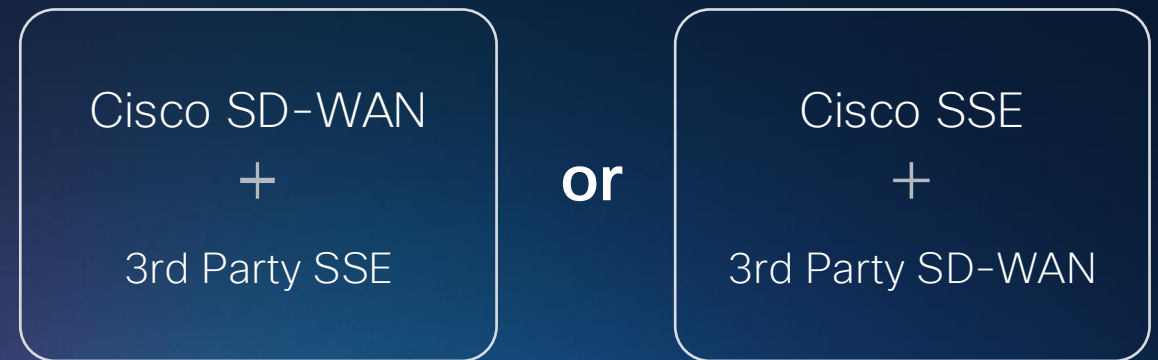 Cisco SD-WAN
+
3rd Party SSE
or
Cisco SSE
+
3rd Party SD-WAN